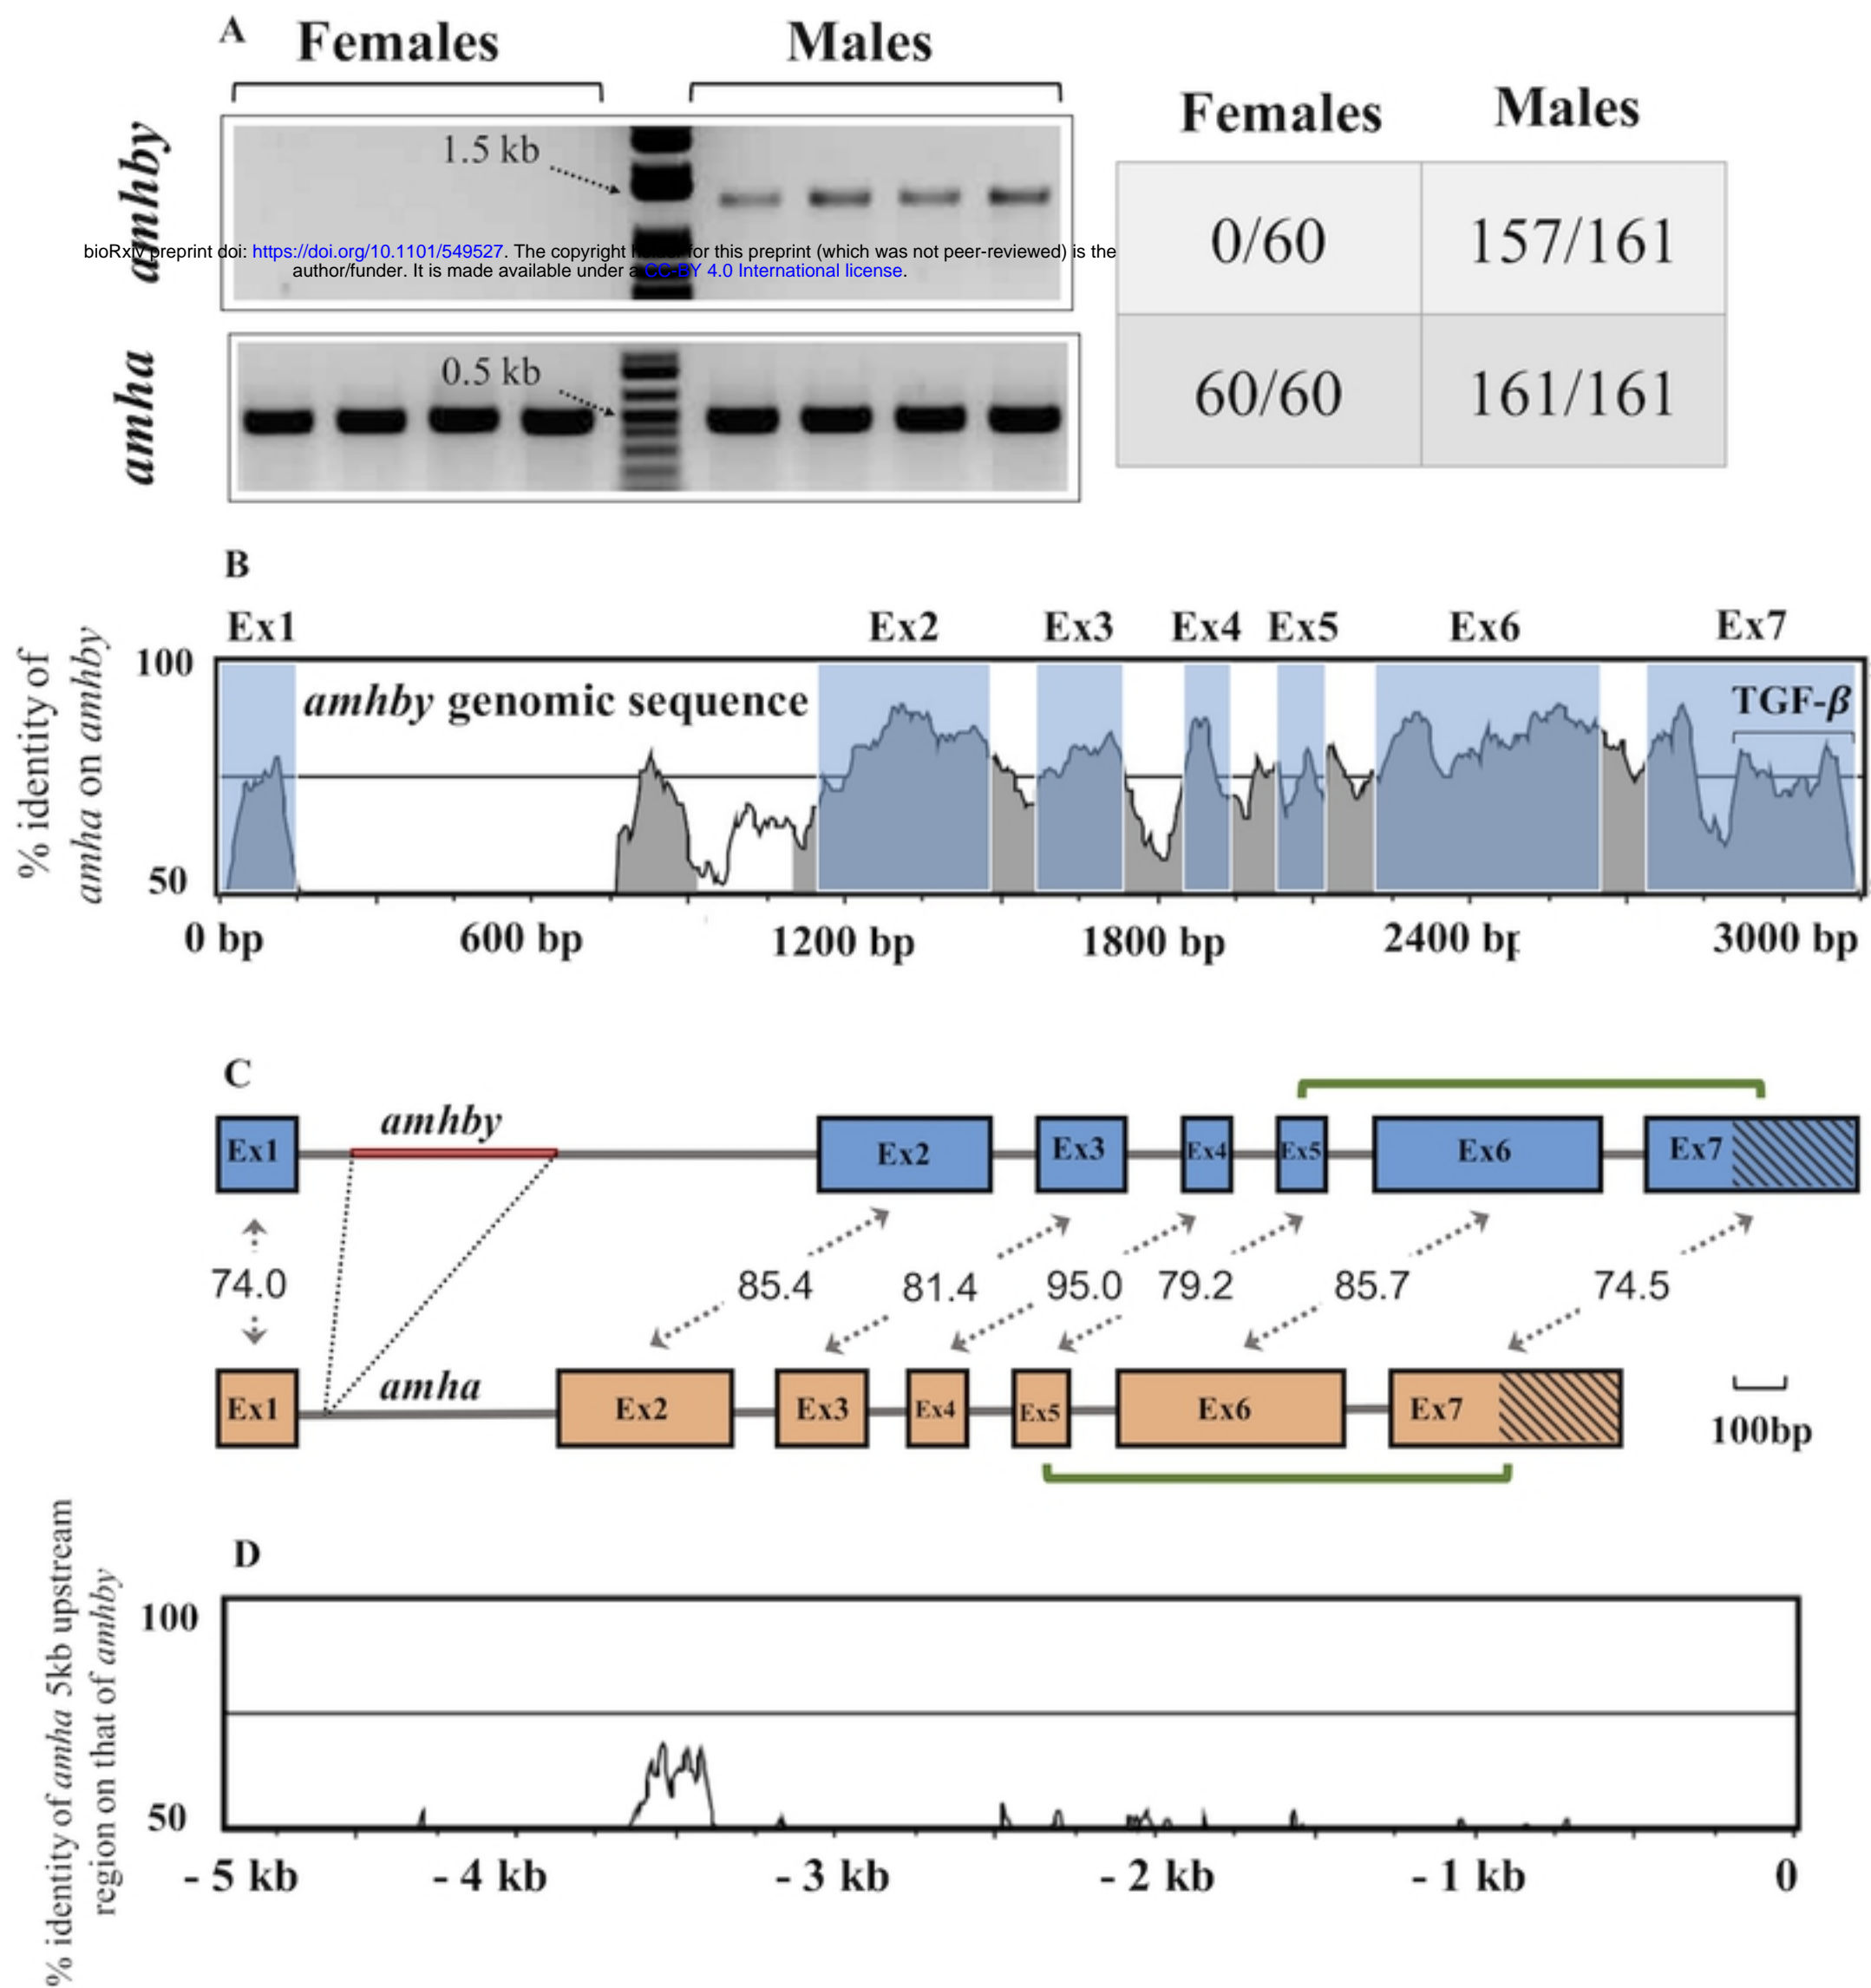 A
Females
Males
Females
Males
amhby
1.5 kb
0/60
157/161
bioRxiv preprint doi: https://doi.org/10.1101/549527. The copyright holder for this preprint (which was not peer-reviewed) is the
author/funder. It is made available under a CC-BY 4.0 International license.
amha
0.5 kb
60/60
161/161
B
Ex1
Ex2
Ex3
Ex4
Ex5
Ex6
Ex7
% identity of
amha on amhby
100
50
amhby genomic sequence
TGF-β
0 bp
600 bp
1200 bp
1800 bp
2400 bp
3000 bp
C
amhby
Ex1
Ex2
Ex3
Ex4
Ex5
Ex6
Ex7
74.0
85.4
81.4
95.0
79.2
85.7
74.5
amha
Ex1
Ex2
Ex3
Ex4
Ex5
Ex6
Ex7
100bp
D
% identity of amha 5kb upstream
region on that of amhby
100
50
- 5 kb
- 4 kb
- 3 kb
- 2 kb
- 1 kb
0